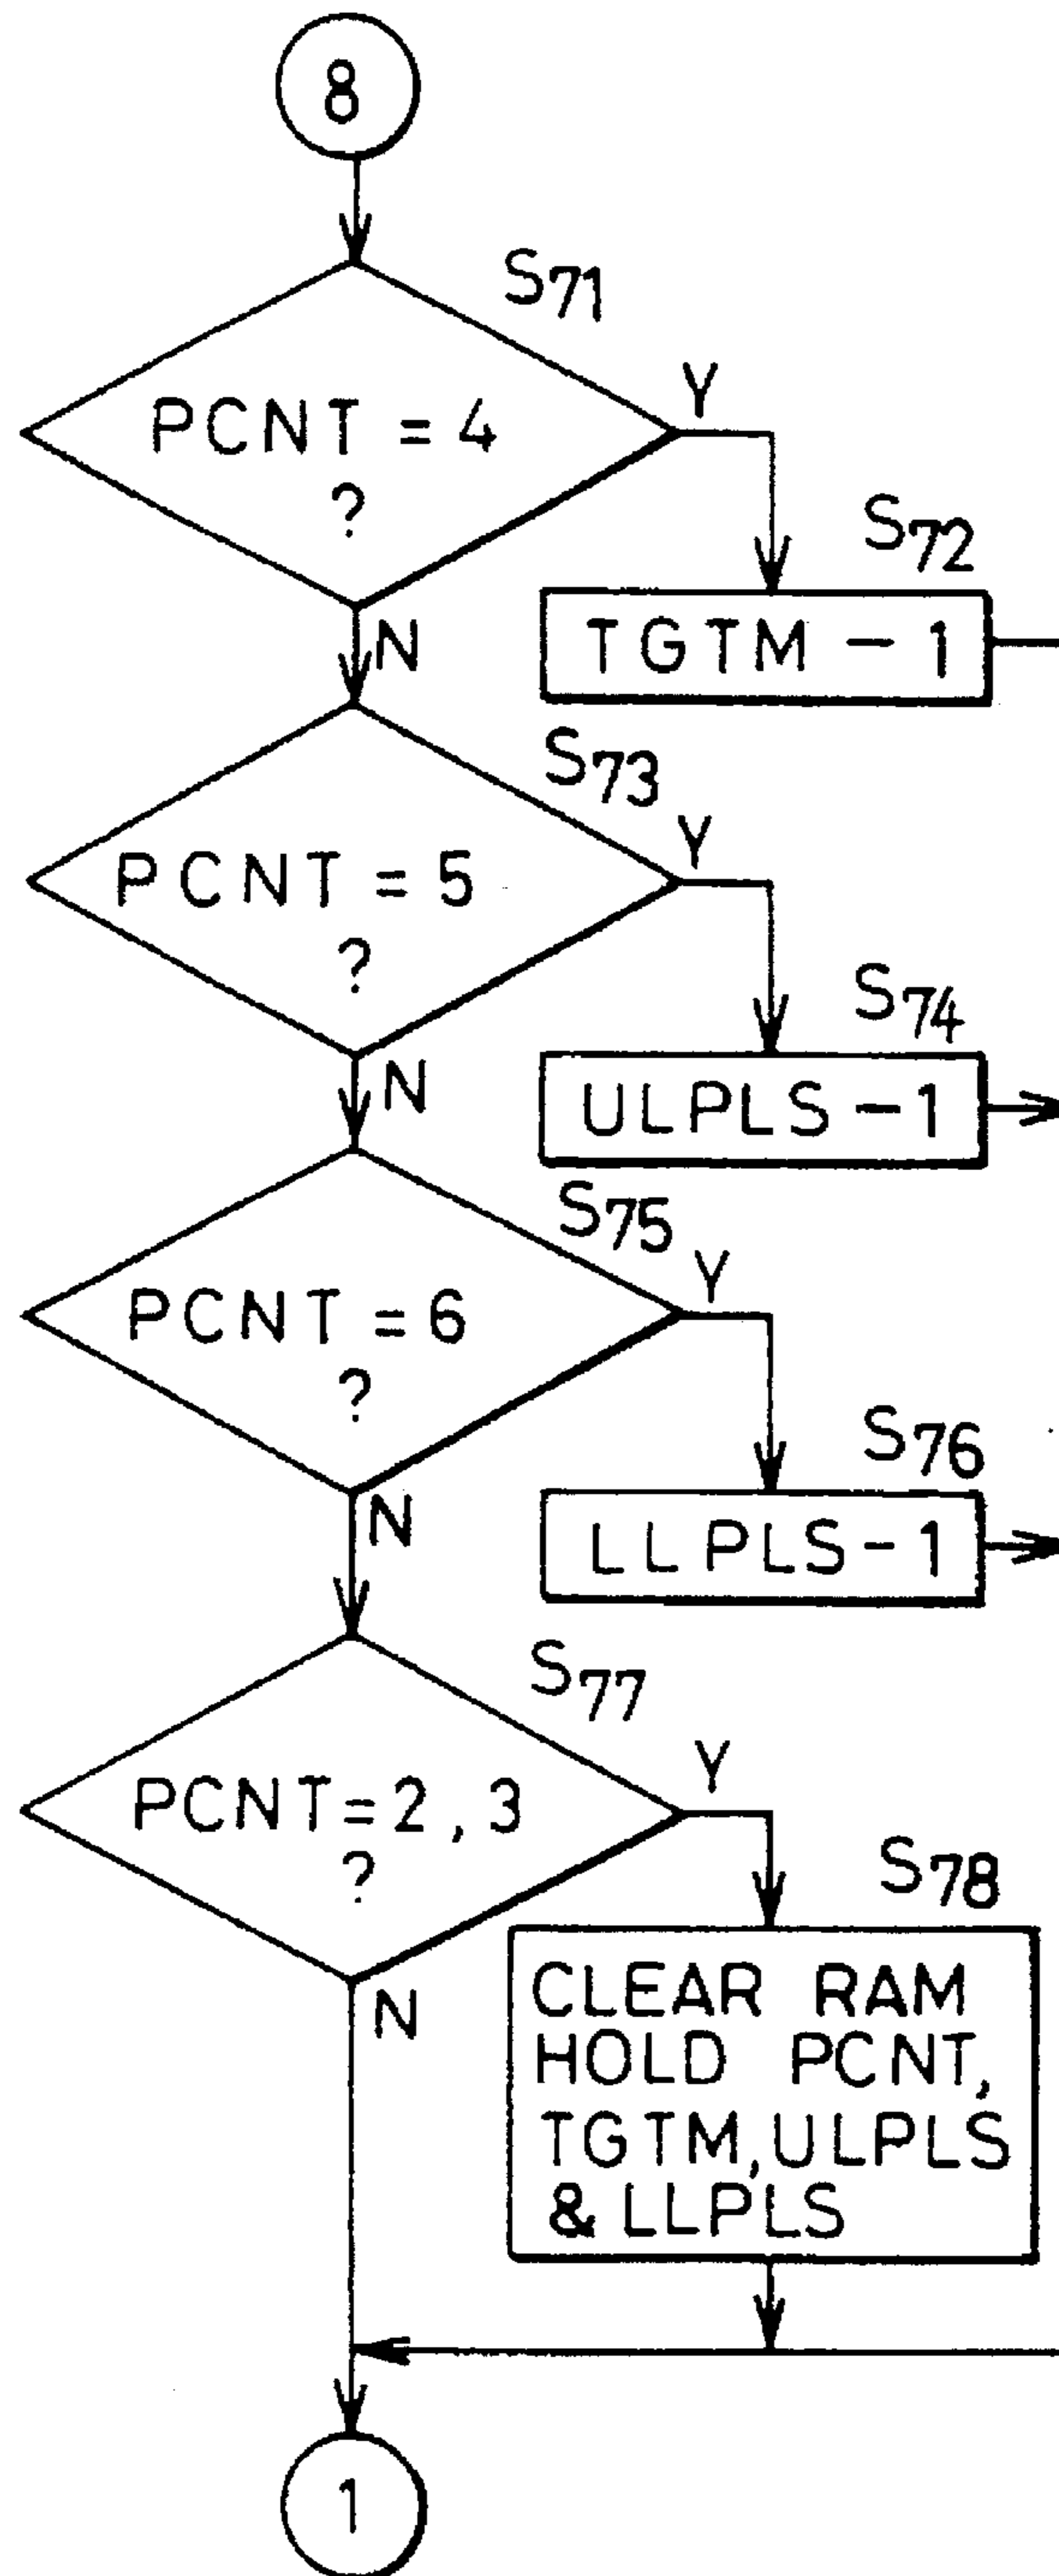 8
S71
PCNT = 4
?
Y
N
S72
TGTM - 1
S73
PCNT = 5
?
Y
N
S74
ULPLS - 1
S75
PCNT = 6
?
Y
N
S76
LLPLS - 1
S77
PCNT = 2, 3
?
Y
N
S78
CLEAR RAM
HOLD PCNT,
TGTM, ULPLS
& LLPLS
1